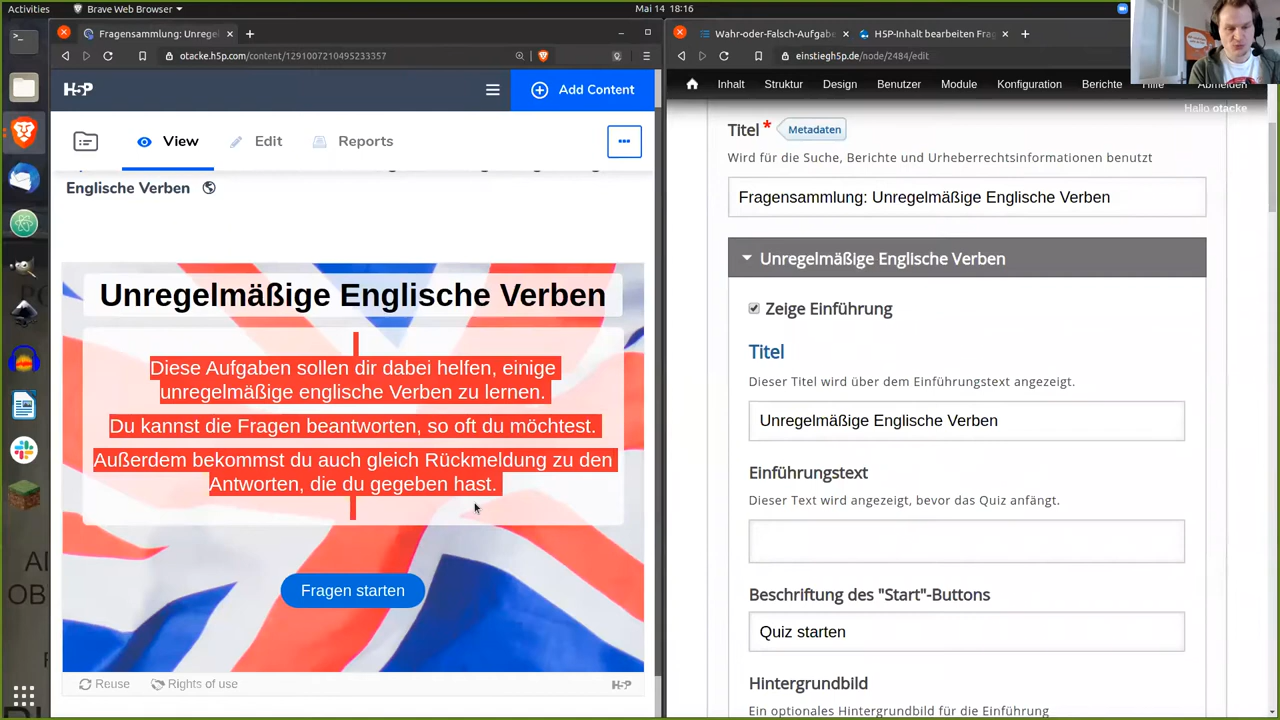 Activities
Brave Web Browser
Mai 14 18:16
Fragensammlung: Unregel
otacke.h5p.com/content/1291007210495233357
H5P
Add Content
View
Edit
Reports
Englische Verben
Unregelmäßige Englische Verben
Diese Aufgaben sollen dir dabei helfen, einige
unregelmäßige englische Verben zu lernen.
Du kannst die Fragen beantworten, so oft du möchtest.
Außerdem bekommst du auch gleich Rückmeldung zu den
Antworten, die du gegeben hast.
Fragen starten
Reuse
Rights of use
H5P
Wahr-oder-Falsch-Aufgabe
H5P-Inhalt bearbeiten Frag
einstiegh5p.de/node/2484/edit
Inhalt
Struktur
Design
Benutzer
Module
Konfiguration
Berichte
Hilfe
Abmelden
Hallo otacke
Titel *
Metadaten
Wird für die Suche, Berichte und Urheberrechtsinformationen benutzt
Fragensammlung: Unregelmäßige Englische Verben
Unregelmäßige Englische Verben
Zeige Einführung
Titel
Dieser Titel wird über dem Einführungstext angezeigt.
Unregelmäßige Englische Verben
Einführungstext
Dieser Text wird angezeigt, bevor das Quiz anfängt.
Beschriftung des "Start"-Buttons
Quiz starten
Hintergrundbild
Ein optionales Hintergrundbild für die Einführung